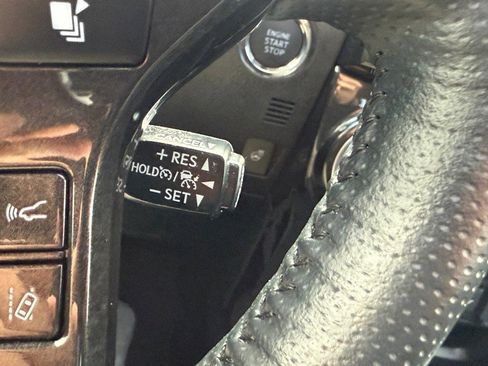 ENGINE
START
STOP
CANCEL
+ RES ▲
HOLD / ◀
− SET ▼